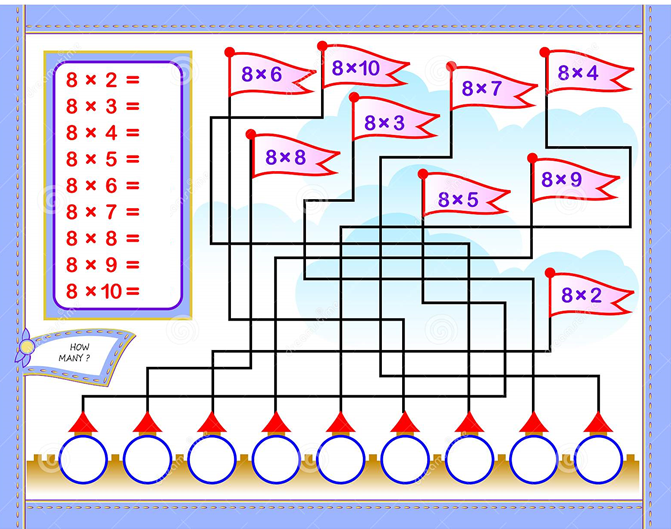 8 × 2 =
8 × 3 =
8 × 4 =
8 × 5 =
8 × 6 =
8 × 7 =
8 × 8 =
8 × 9 =
8 × 10 =
8×6
8×10
8×7
8×4
8×3
8×8
8×5
8×9
8×2
HOW
MANY ?